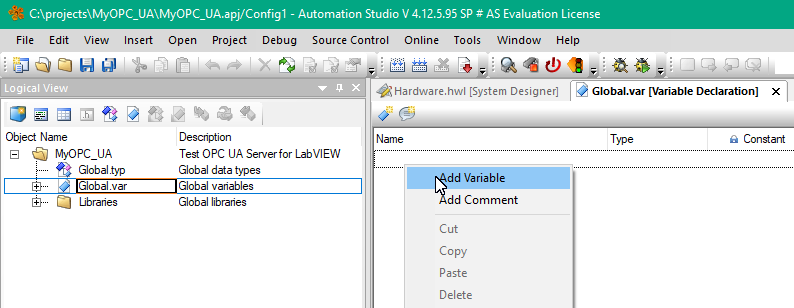 C:\projects\MyOPC_UA\MyOPC_UA.apj/Config1 - Automation Studio V 4.12.5.95 SP # AS Evaluation License
File Edit View Insert Open Project Debug Source Control Online Tools Window Help
Logical View
Hardware.hwl [System Designer] Global.var [Variable Declaration]
Object Name Description
Name Type Constant
MyOPC_UA Test OPC UA Server for LabVIEW
Global.typ Global data types
Global.var Global variables
Libraries Global libraries
Add Variable
Add Comment
Cut
Copy
Paste
Delete